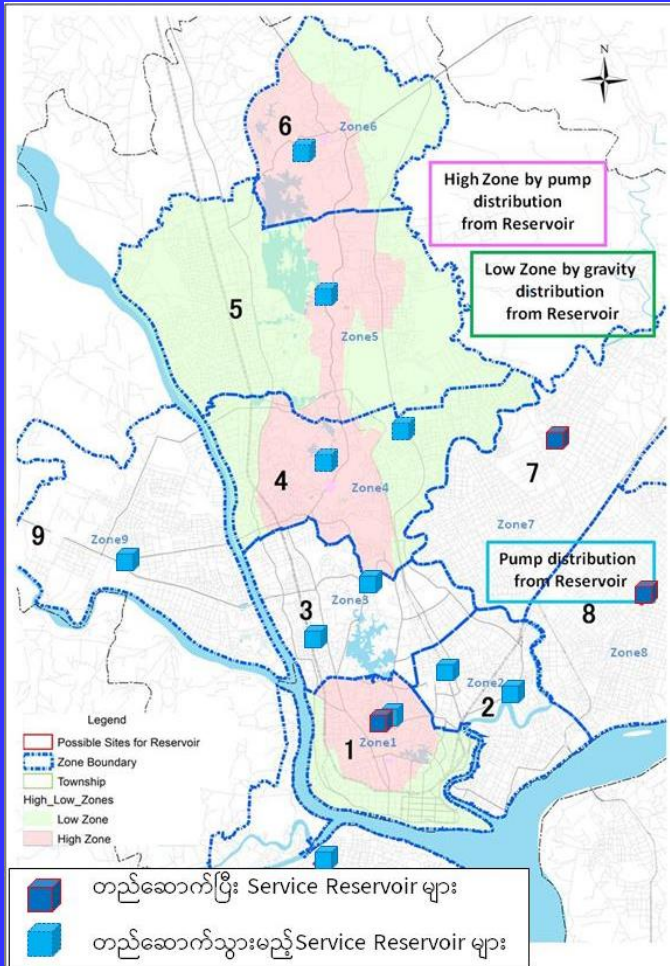 N
6
Zone6
High Zone by pump
distribution
from Reservoir
Low Zone by gravity
distribution
from Reservoir
5
Zone5
4
Zone4
7
Zone7
9
Zone9
Pump distribution
from Reservoir
3
Zone3
8
Zone8
Zone2
2
1
Zone1
Legend
Possible Sites for Reservoir
Zone Boundary
Township
High_Low_Zones
Low Zone
High Zone
တည်ဆောက်ပြီး Service Reservoir များ
တည်ဆောက်သွားမည့် Service Reservoir များ